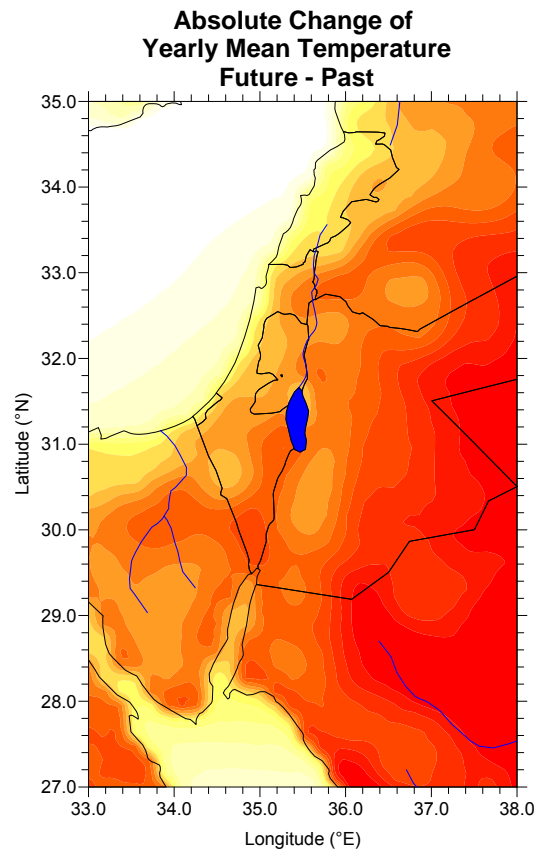 Absolute Change of
Yearly Mean Temperature
Future - Past
35.0
34.0
33.0
32.0
31.0
30.0
29.0
28.0
27.0
Latitude (°N)
33.0 34.0 35.0 36.0 37.0 38.0
Longitude (°E)